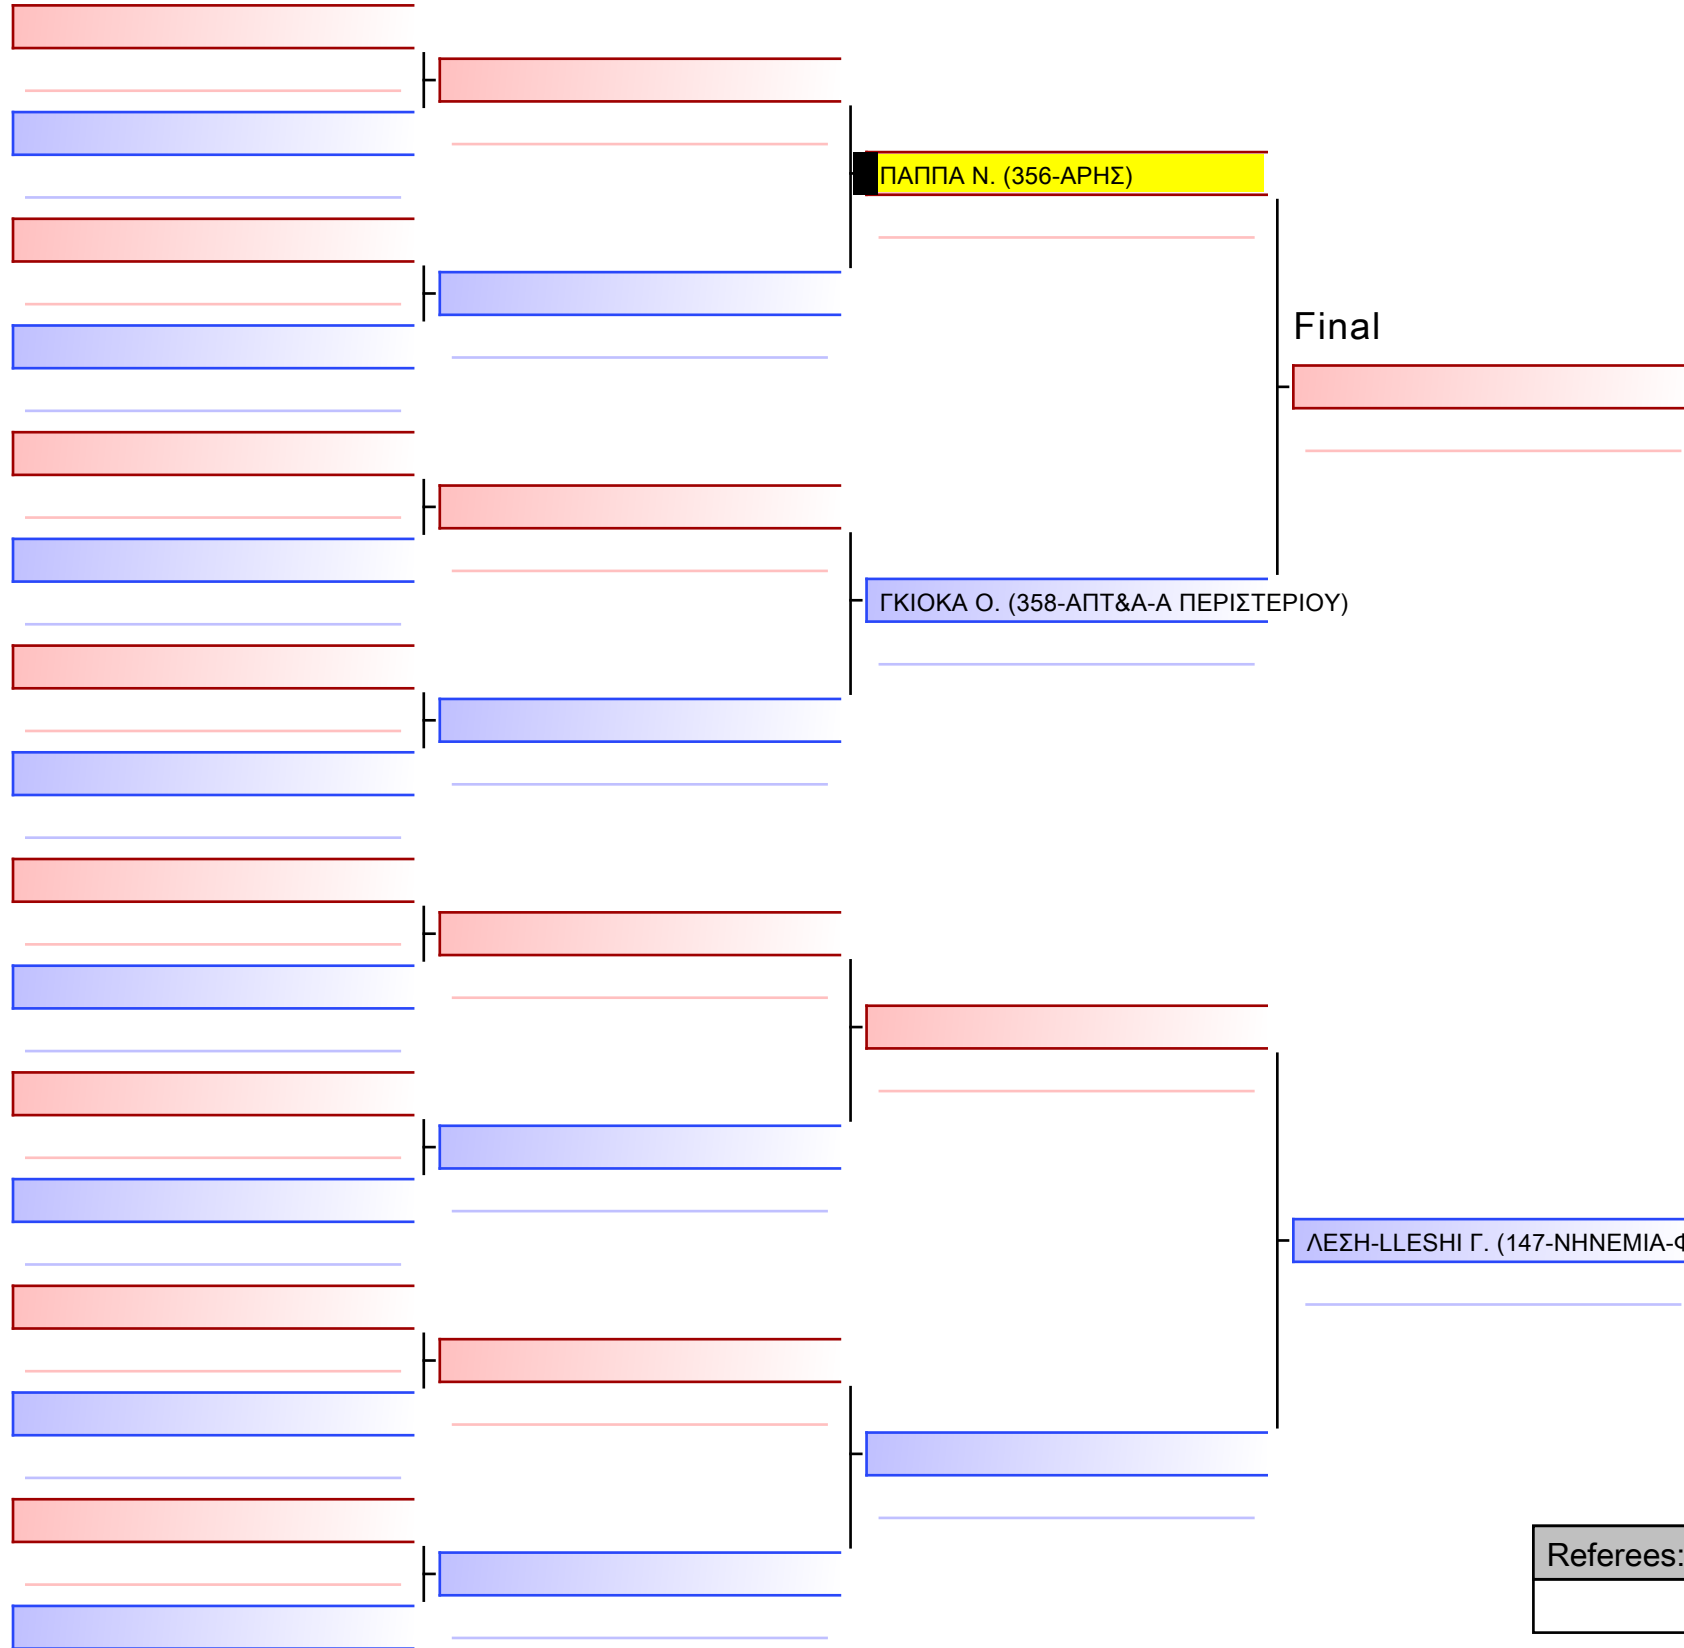 ΠΑΠΠΑ Ν. (356-ΑΡΗΣ)
Final
ΓΚΙΟΚΑ Ο. (358-ΑΠΤ&Α-Α ΠΕΡΙΣΤΕΡΙΟΥ)
ΛΕΣΗ-LLESHI Γ. (147-ΝΗΝΕΜΙΑ-Φ
Referees: